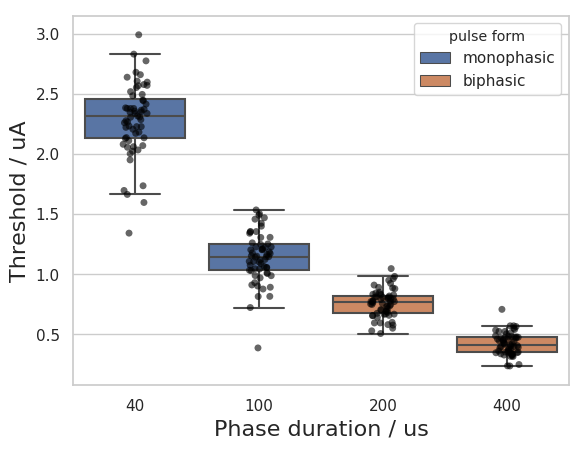 pulse form
monophasic
biphasic
Threshold / uA
3.0
2.5
2.0
1.5
1.0
0.5
40
100
200
400
Phase duration / us